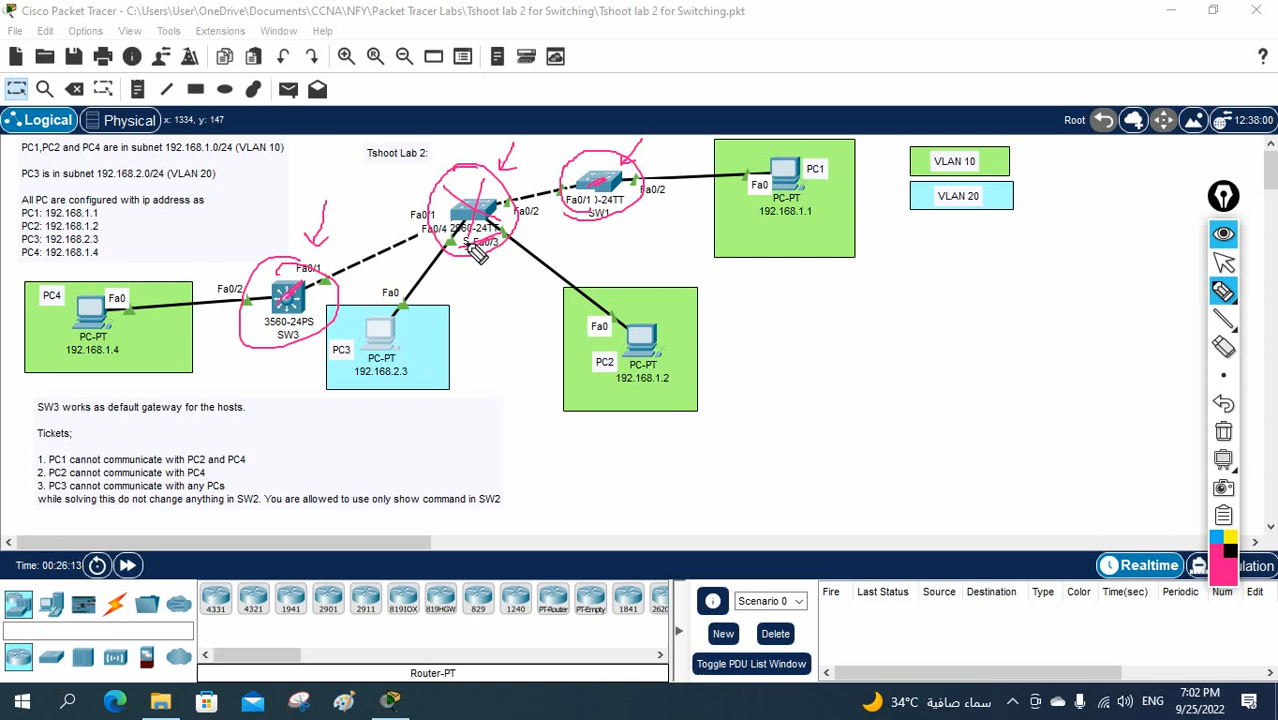 Cisco Packet Tracer - C:\Users\User\OneDrive\Documents\CCNA\NFY\Packet Tracer Labs\Tshoot lab 2 for Switching\Tshoot lab 2 for Switching.pkt
File Edit Options View Tools Extensions Window Help
Logical Physical x: 1334, y: 147 Root 12:38:00
PC1,PC2 and PC4 are in subnet 192.168.1.0/24 (VLAN 10)
PC3 is in subnet 192.168.2.0/24 (VLAN 20)
All PC are configured with ip address as
PC1: 192.168.1.1
PC2: 192.168.1.2
PC3: 192.168.2.3
PC4: 192.168.1.4
Tshoot Lab 2:
PC1
Fa0
PC-PT
192.168.1.1
VLAN 10
VLAN 20
Fa0/2
Fa0/1
-24TT
SW1
Fa0/1
Fa0/2
Fa0/4
Fa0/3
Fa0/1
Fa0/2
3560-24PS
SW3
PC4
Fa0
PC-PT
192.168.1.4
Fa0
PC3
PC-PT
192.168.2.3
Fa0
PC2
PC-PT
192.168.1.2
SW3 works as default gateway for the hosts.
Tickets;
1. PC1 cannot communicate with PC2 and PC4
2. PC2 cannot communicate with PC4
3. PC3 cannot communicate with any PCs
while solving this do not change anything in SW2. You are allowed to use only show command in SW2
Time: 00:26:13 Realtime
4331 4321 1941 2901 2911 819IOX 819HGW 829 1240 PT-Router PT-Empty 1841 2620
Router-PT
Scenario 0
New Delete
Toggle PDU List Window
Fire Last Status Source Destination Type Color Time(sec) Periodic Num Edit
34°C سماء صافية ENG 7:02 PM
9/25/2022